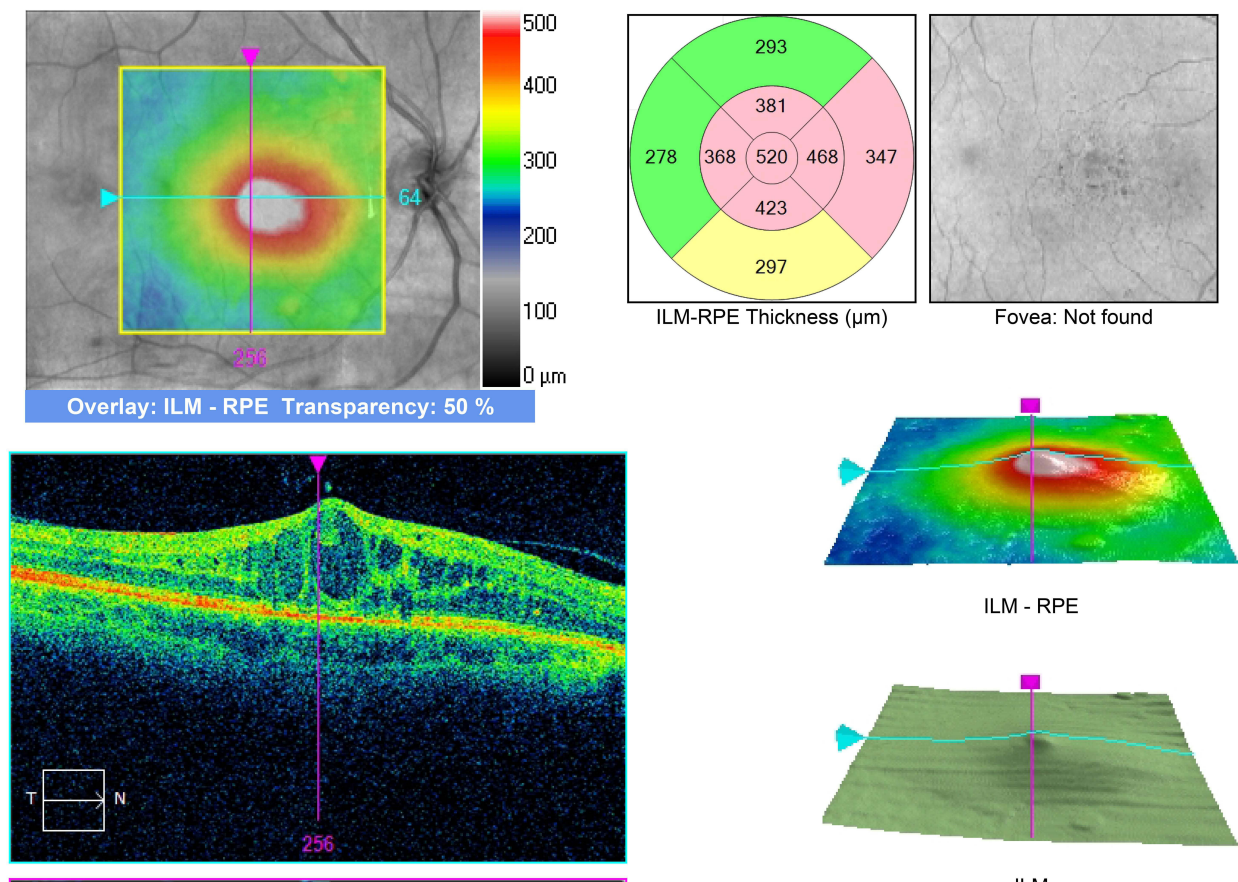 500
400
300
200
100
0 µm
64
256
Overlay: ILM - RPE Transparency: 50 %
293
381
278
368
520
468
347
423
297
ILM-RPE Thickness (µm)
Fovea: Not found
T
N
256
ILM - RPE
ILM